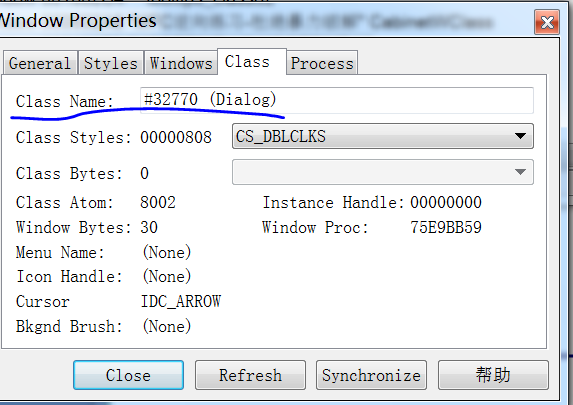 Window Properties
General Styles Windows Class Process
Class Name: #32770 (Dialog)
Class Styles: 00000808 CS_DBLCLKS
Class Bytes: 0
Class Atom: 8002 Instance Handle: 00000000
Window Bytes: 30 Window Proc: 75E9BB59
Menu Name: (None)
Icon Handle: (None)
Cursor IDC_ARROW
Bkgnd Brush: (None)
Close Refresh Synchronize 帮助